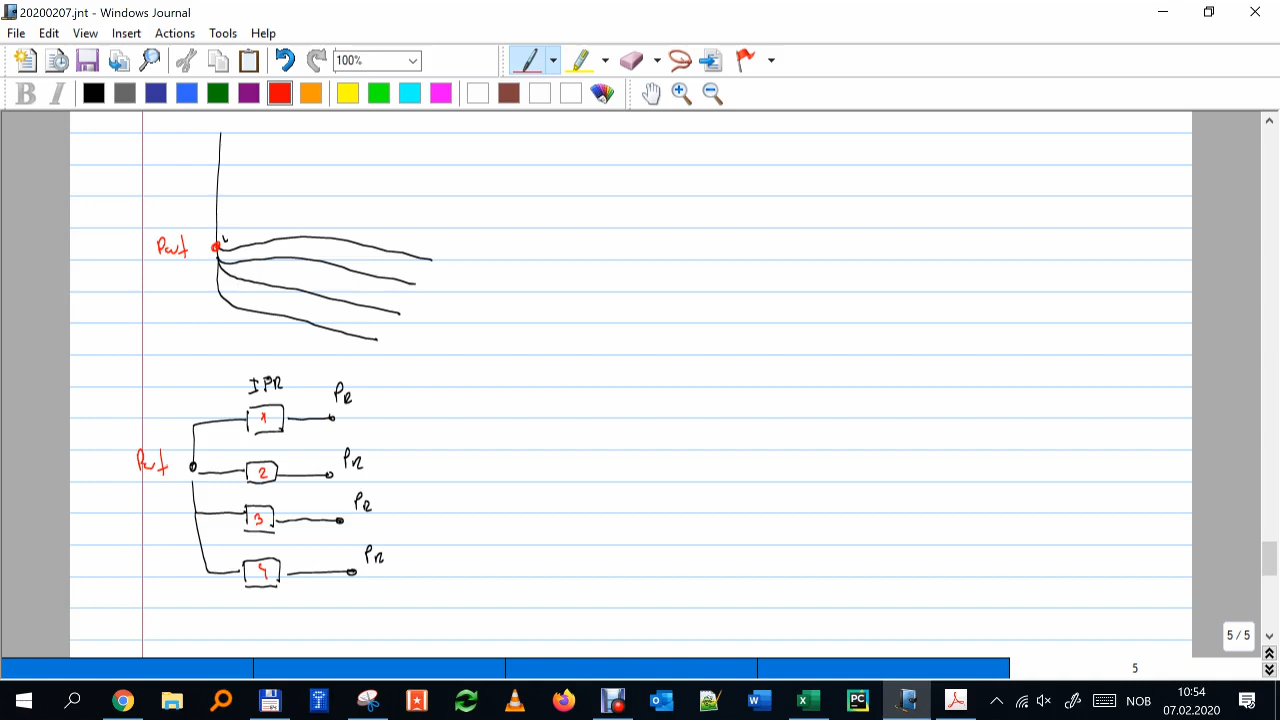 20200207.jnt - Windows Journal
File Edit View Insert Actions Tools Help
100%
B I
Pwf
IPR
PR
1
Pwf
PR
2
PR
3
PR
4
5 / 5
5
NOB
10:54
07.02.2020